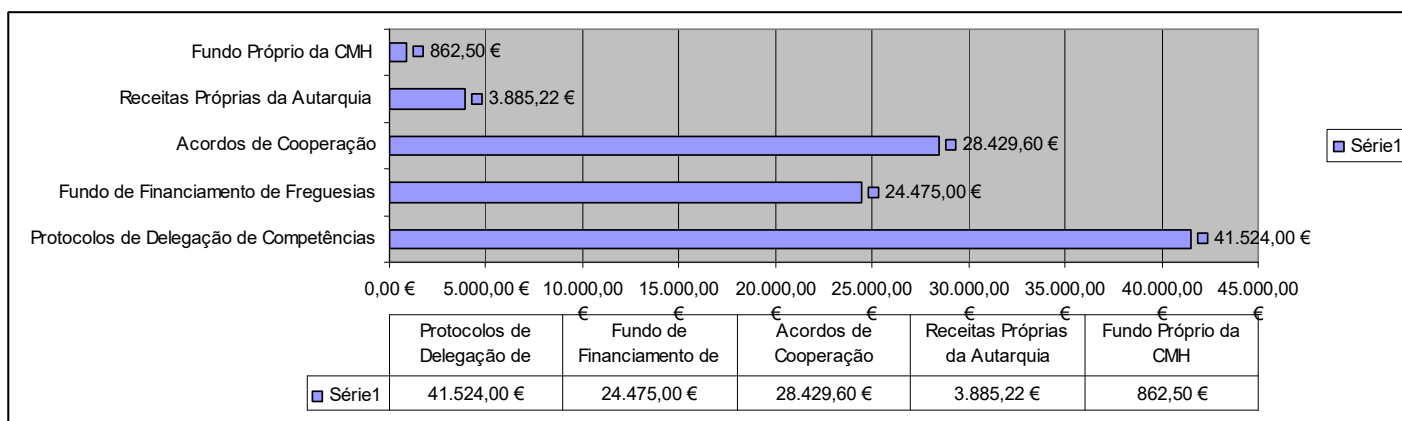 Fundo Próprio da CMH
862,50 €
Receitas Próprias da Autarquia
3.885,22 €
Acordos de Cooperação
28.429,60 €
Série1
Fundo de Financiamento de Freguesias
24.475,00 €
Protocolos de Delegação de Competências
41.524,00 €
0,00 € 5.000,00 € 10.000,00 € 15.000,00 € 20.000,00 € 25.000,00 € 30.000,00 € 35.000,00 € 40.000,00 € 45.000,00 €
Protocolos de Delegação de
Fundo de Financiamento de
Acordos de Cooperação
Receitas Próprias da Autarquia
Fundo Próprio da CMH
Série1 41.524,00 € 24.475,00 € 28.429,60 € 3.885,22 € 862,50 €